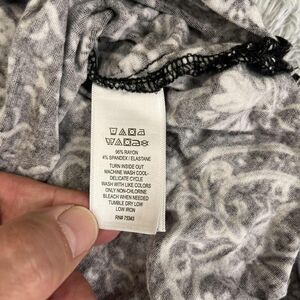 96% RAYON
4% SPANDEX / ELASTANE
TURN INSIDE OUT
MACHINE WASH COOL-
DELICATE CYCLE
WASH WITH LIKE COLORS
ONLY NON-CHLORINE
BLEACH WHEN NEEDED
TUMBLE DRY LOW
LOW IRON
RN# 73343